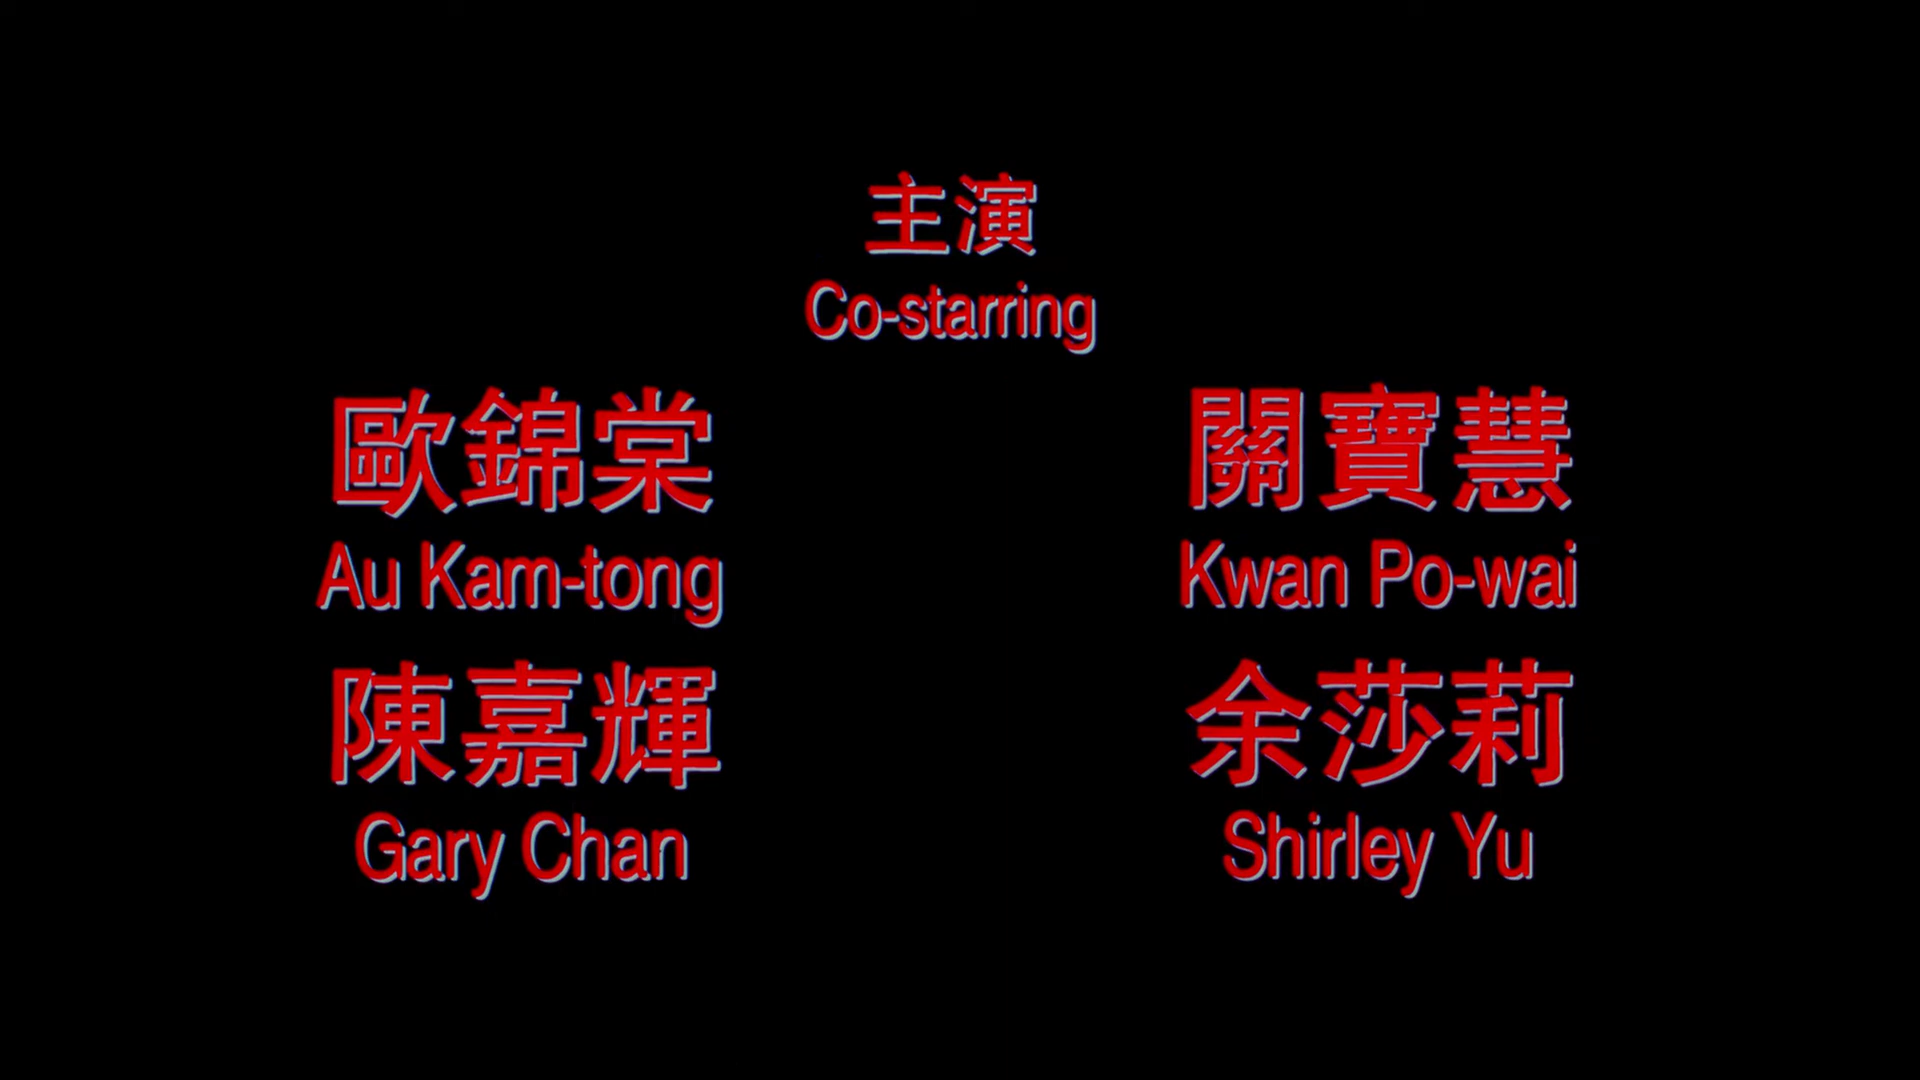 主演
Co-starring
歐錦棠
Au Kam-tong
關寶慧
Kwan Po-wai
陳嘉輝
Gary Chan
余莎莉
Shirley Yu